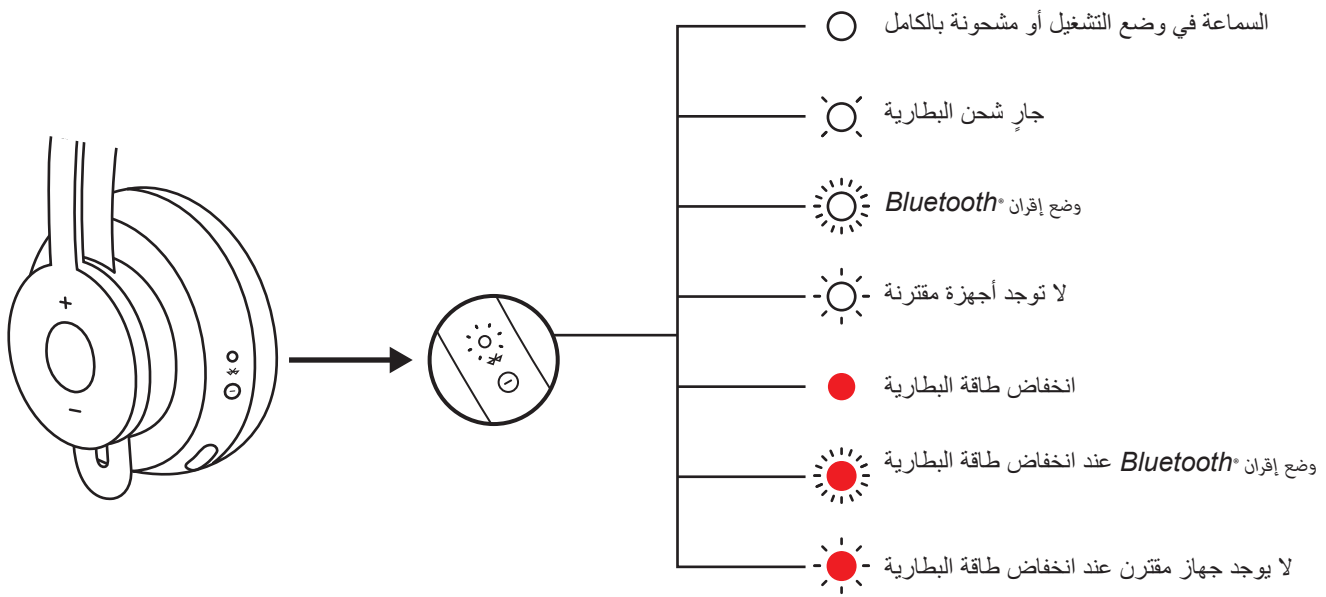 السماعة في وضع التشغيل أو مشحونة بالكامل
جارٍ شحن البطارية
وضع إقران Bluetooth®
لا توجد أجهزة مقترنة
انخفاض طاقة البطارية
وضع إقران Bluetooth® عند انخفاض طاقة البطارية
لا يوجد جهاز مقترن عند انخفاض طاقة البطارية